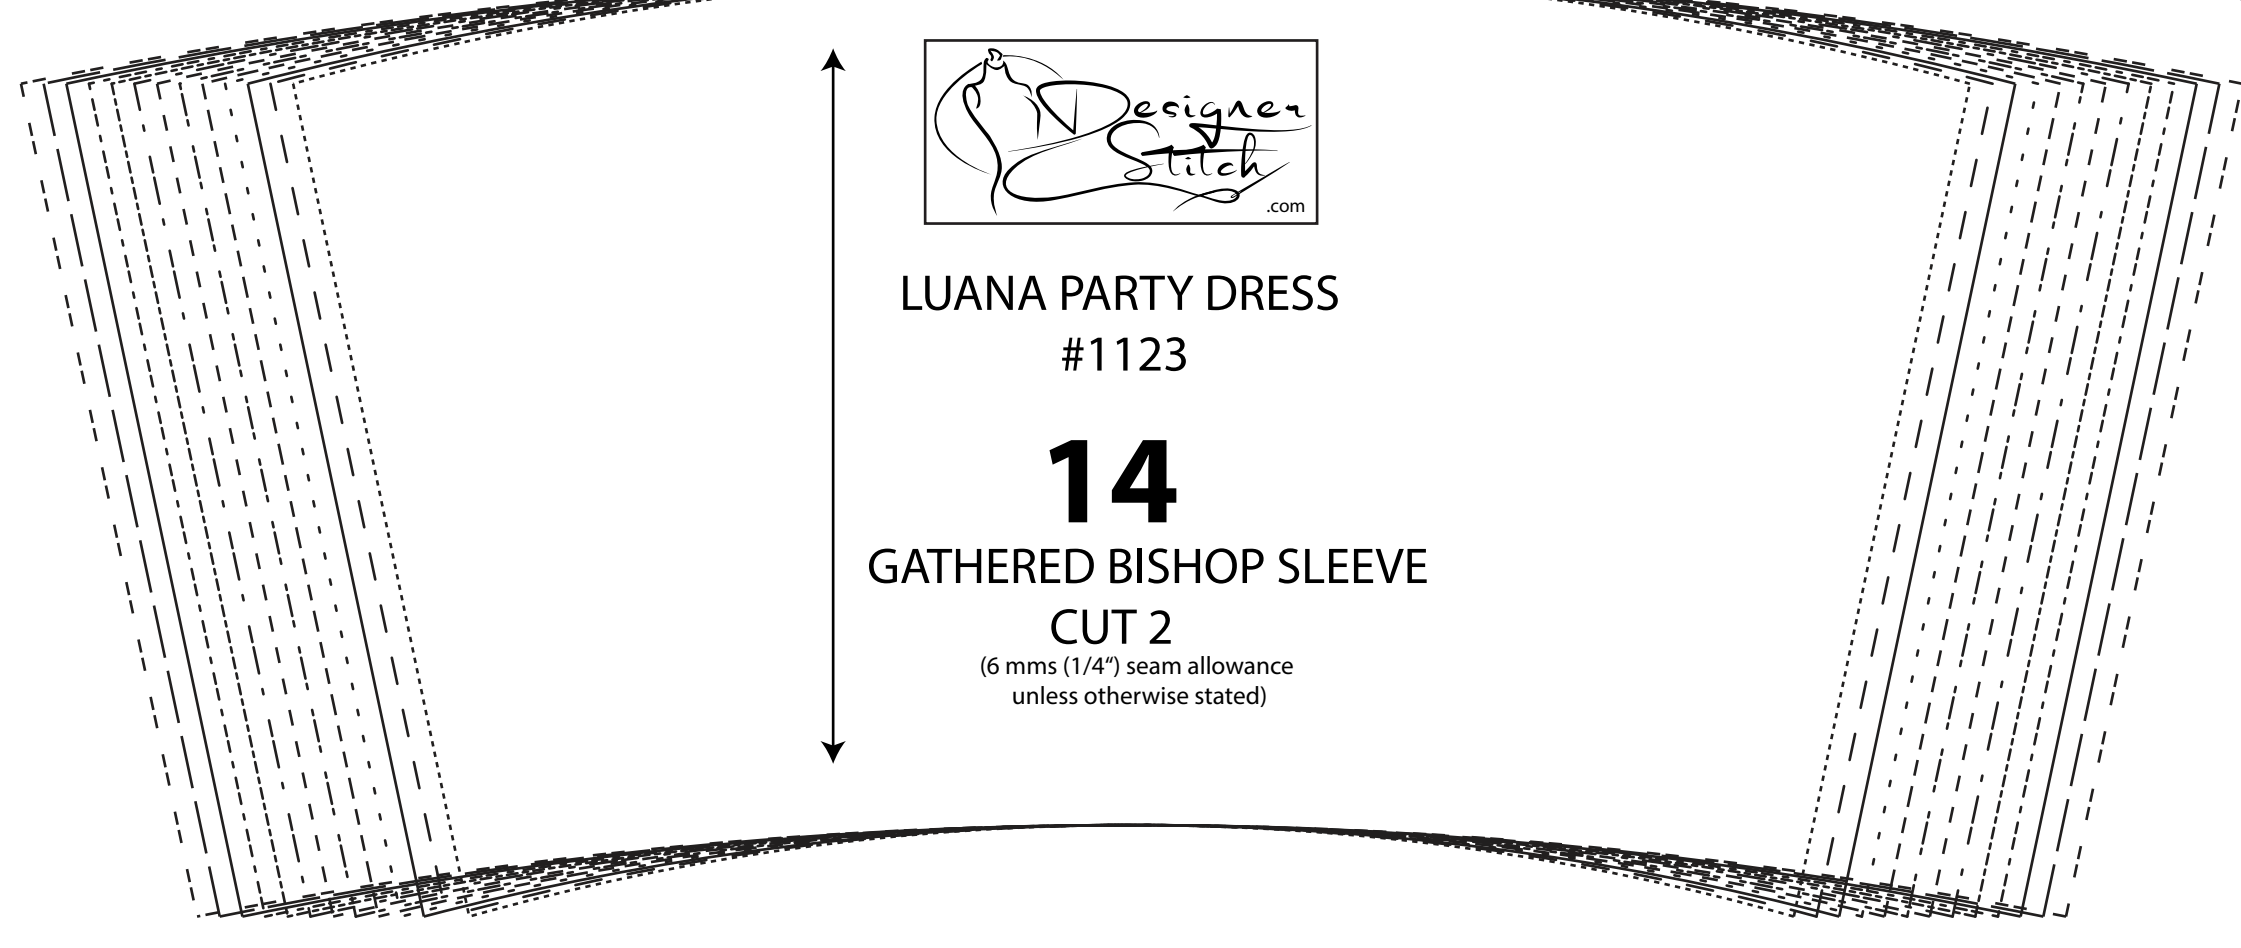 Designer
Stitch
.com
LUANA PARTY DRESS
#1123
14
GATHERED BISHOP SLEEVE
CUT 2
(6 mms (1/4“) seam allowance
unless otherwise stated)